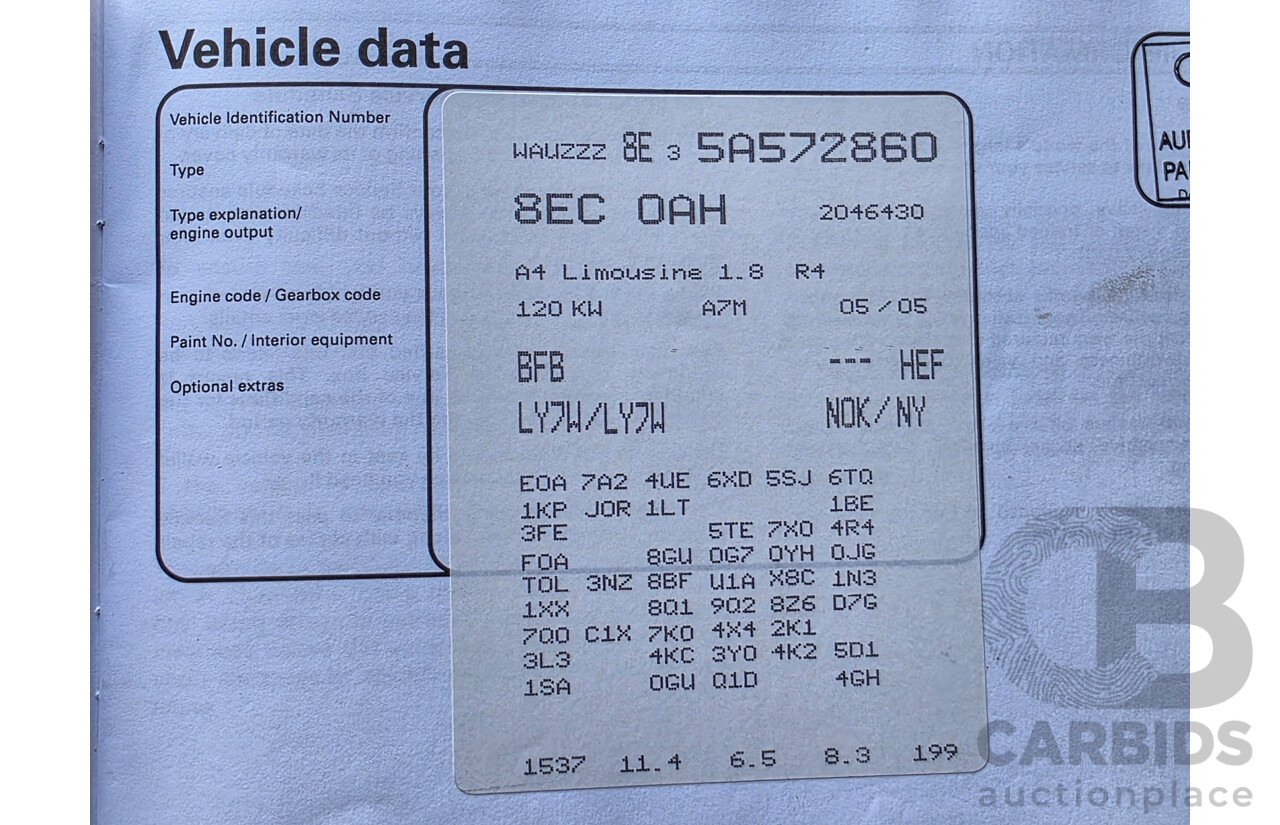 Vehicle data
Vehicle Identification Number
Type
Type explanation/
engine output
Engine code / Gearbox code
Paint No. / Interior equipment
Optional extras
WAUZZZ 8E 3 5A572860
8EC 0AH 2046430
A4 Limousine 1.8 R4
120 KW A7M 05/05
BFB --- HEF
LY7W/LY7W NOK/NY
E0A 7A2 4UE 6XD 5SJ 6TQ
1KP J0R 1LT 1BE
3FE 5TE 7X0 4R4
F0A 8GU 0G7 0YH 0JG
T0L 3NZ 8BF U1A X8C 1N3
1XX 8Q1 9Q2 8Z6 D7G
7Q0 C1X 7K0 4X4 2K1
3L3 4KC 3Y0 4K2 5D1
1SA 0GU Q1D 4GH
1537 11.4 6.5 8.3 199
AU
PA
CB
CARBIDS
auctionplace